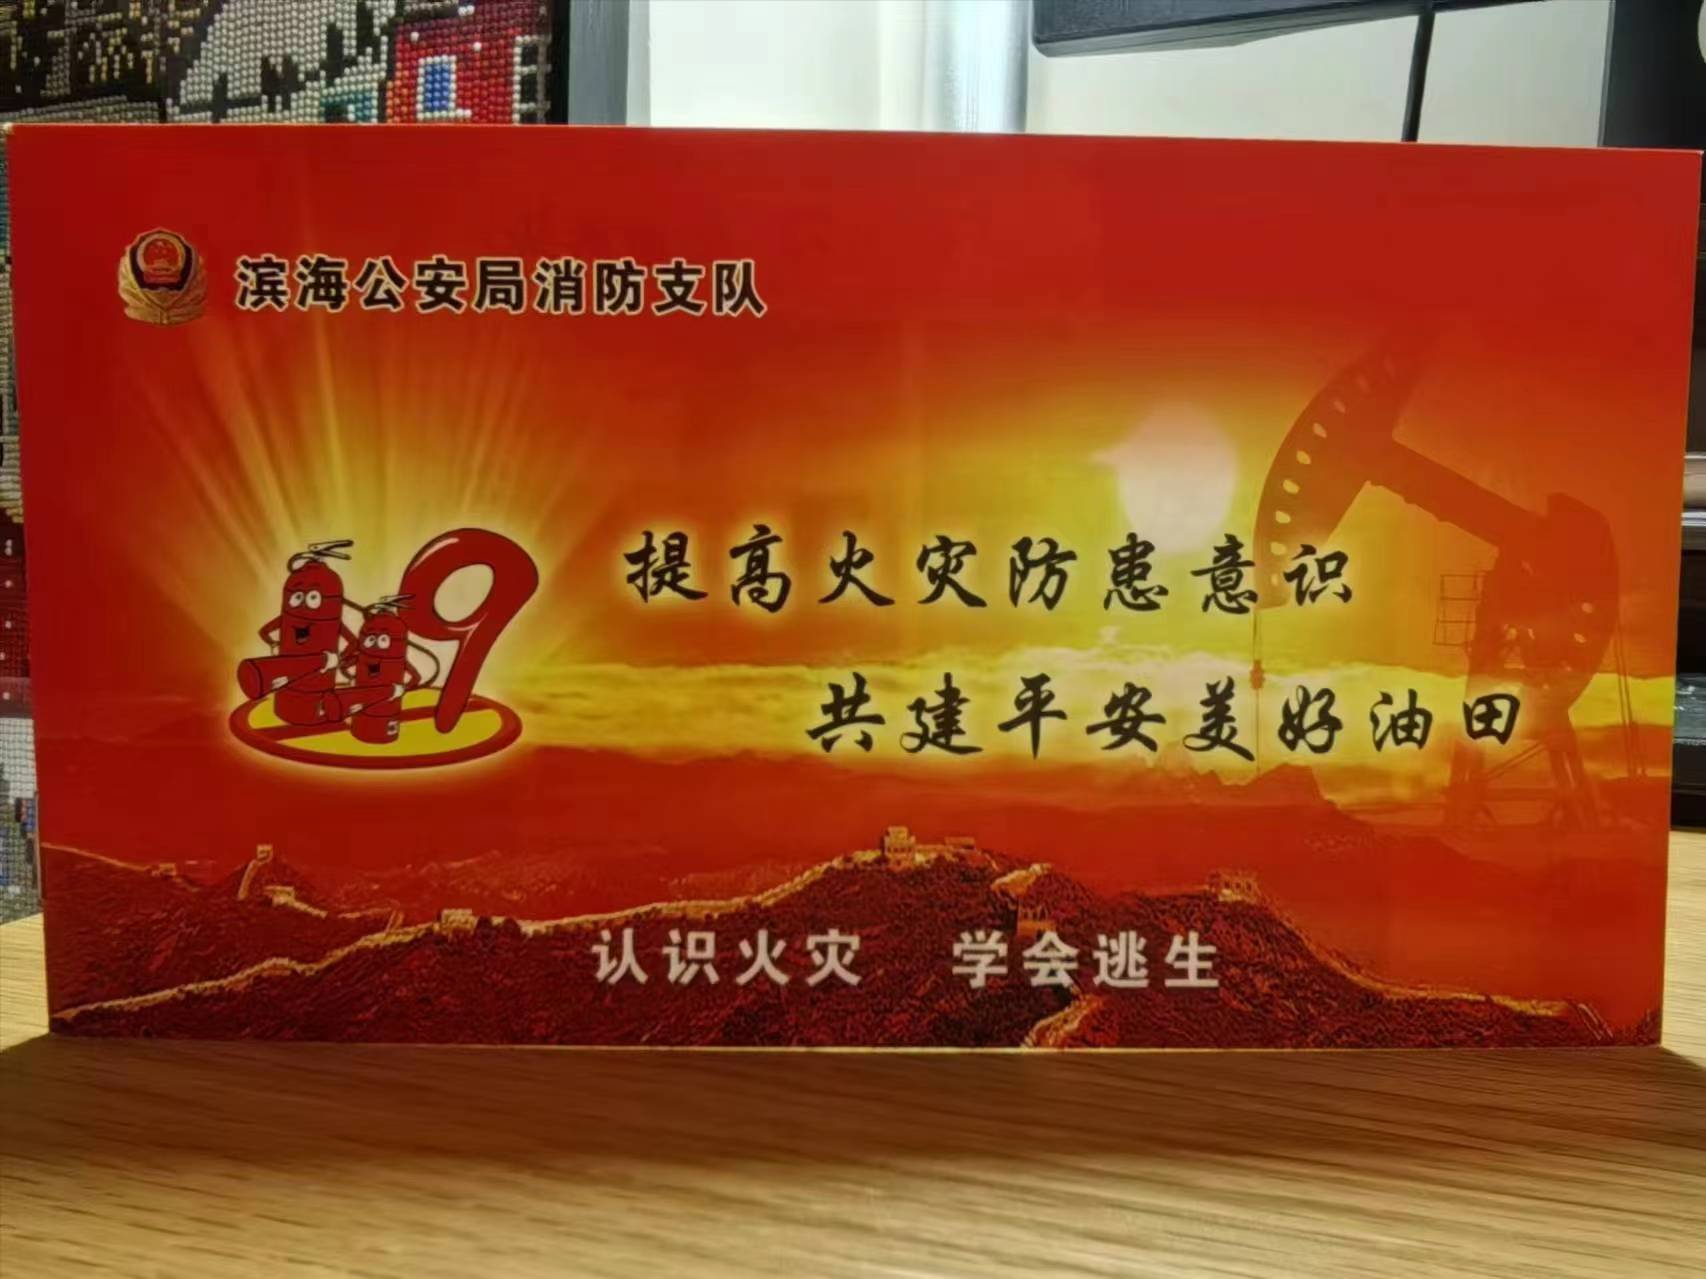 滨海公安局消防支队
提高火灾防患意识
共建平安美好油田
认识火灾 学会逃生